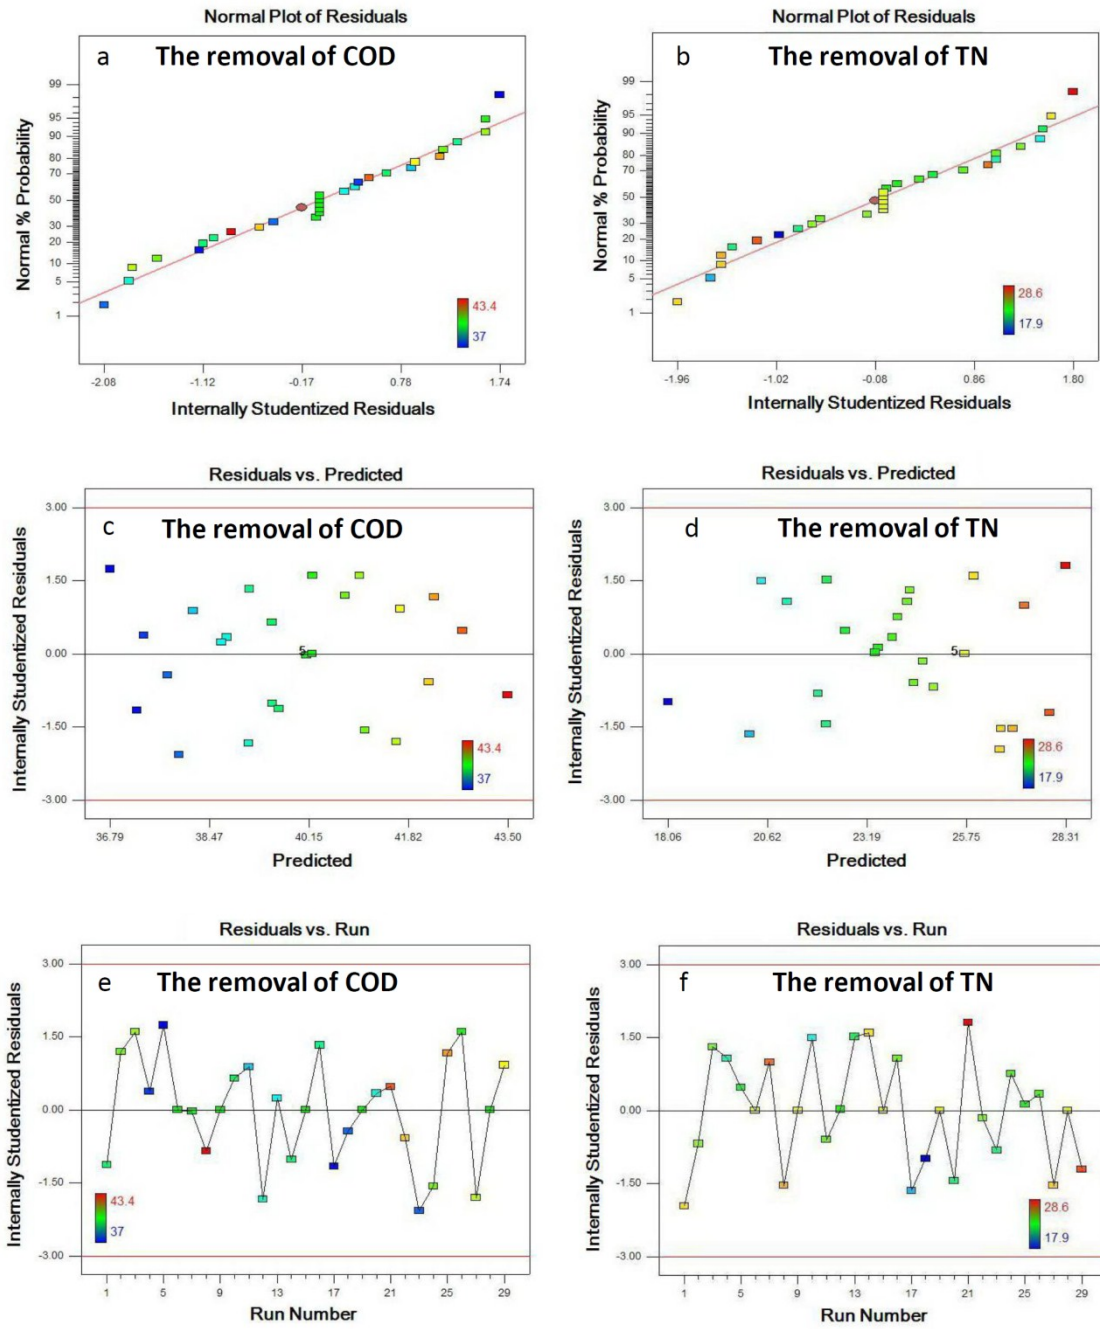 Normal Plot of Residuals
a The removal of COD
Normal % Probability
99
95
90
80
70
50
30
20
10
5
1
43.4
37
-2.08 -1.12 -0.17 0.78 1.74
Internally Studentized Residuals
Normal Plot of Residuals
b The removal of TN
Normal % Probability
99
95
90
80
70
50
30
20
10
5
1
28.6
17.9
-1.96 -1.02 -0.08 0.86 1.80
Internally Studentized Residuals
Residuals vs. Predicted
c The removal of COD
Internally Studentized Residuals
3.00
1.50
0.00
-1.50
-3.00
5
43.4
37
36.79 38.47 40.15 41.82 43.50
Predicted
Residuals vs. Predicted
d The removal of TN
Internally Studentized Residuals
3.00
1.50
0.00
-1.50
-3.00
5
28.6
17.9
18.06 20.62 23.19 25.75 28.31
Predicted
Residuals vs. Run
e The removal of COD
Internally Studentized Residuals
3.00
1.50
0.00
-1.50
-3.00
43.4
37
1 5 9 13 17 21 25 29
Run Number
Residuals vs. Run
f The removal of TN
Internally Studentized Residuals
3.00
1.50
0.00
-1.50
-3.00
28.6
17.9
1 5 9 13 17 21 25 29
Run Number